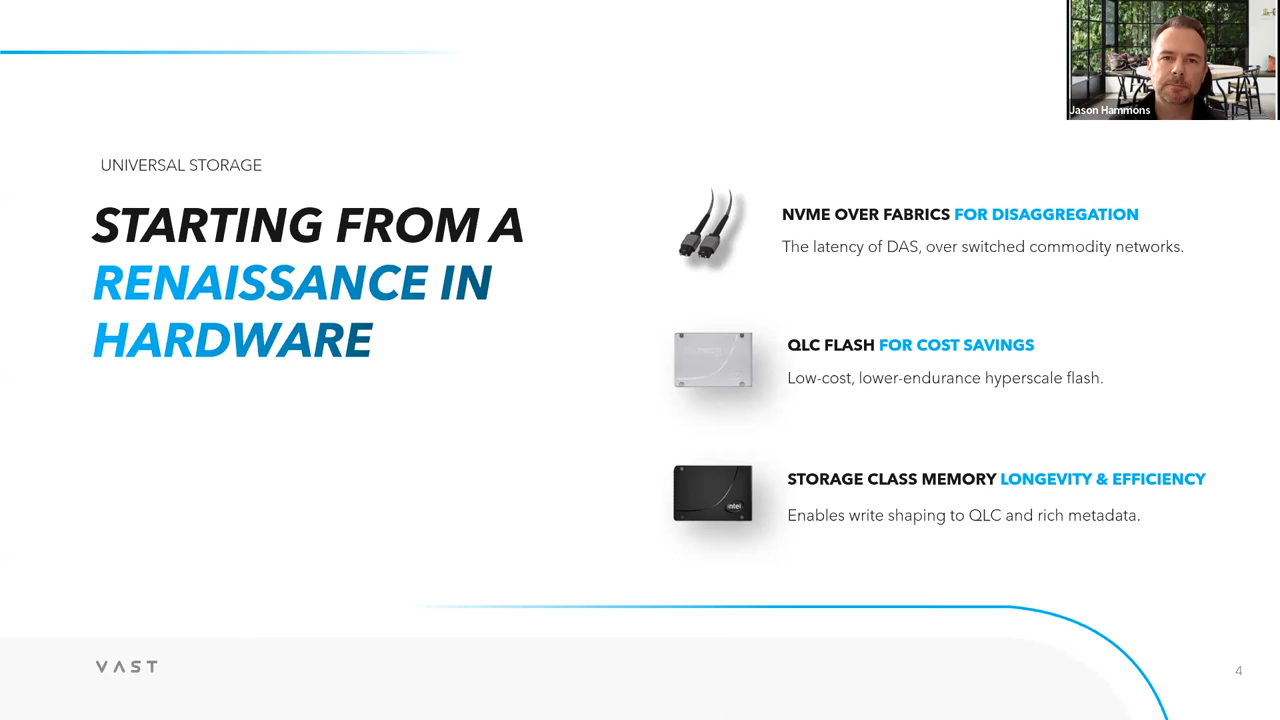 Jason Hammons
UNIVERSAL STORAGE
STARTING FROM A
RENAISSANCE IN
HARDWARE
NVME OVER FABRICS FOR DISAGGREGATION
The latency of DAS, over switched commodity networks.
QLC FLASH FOR COST SAVINGS
Low-cost, lower-endurance hyperscale flash.
STORAGE CLASS MEMORY LONGEVITY & EFFICIENCY
intel
Enables write shaping to QLC and rich metadata.
VAST
4